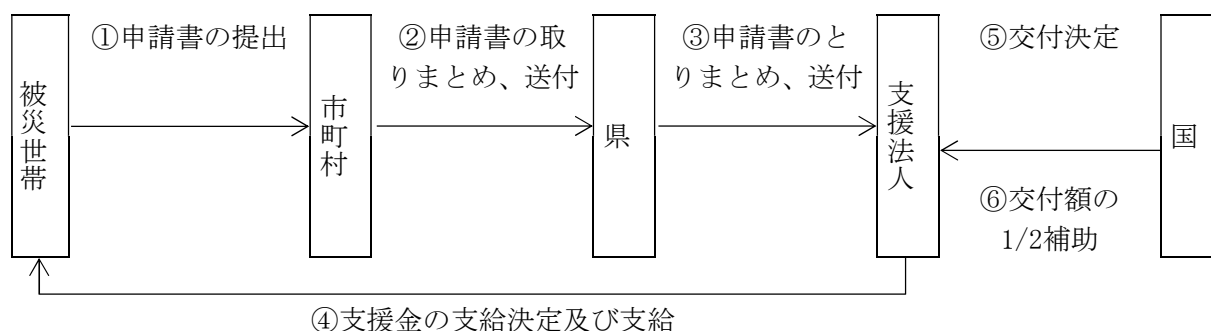 ①申請書の提出
②申請書の取
りまとめ、送付
③申請書のと
りまとめ、送付
⑤交付決定
被災世帯
市町村
県
支援法人
国
⑥交付額の
1/2補助
④支援金の支給決定及び支給